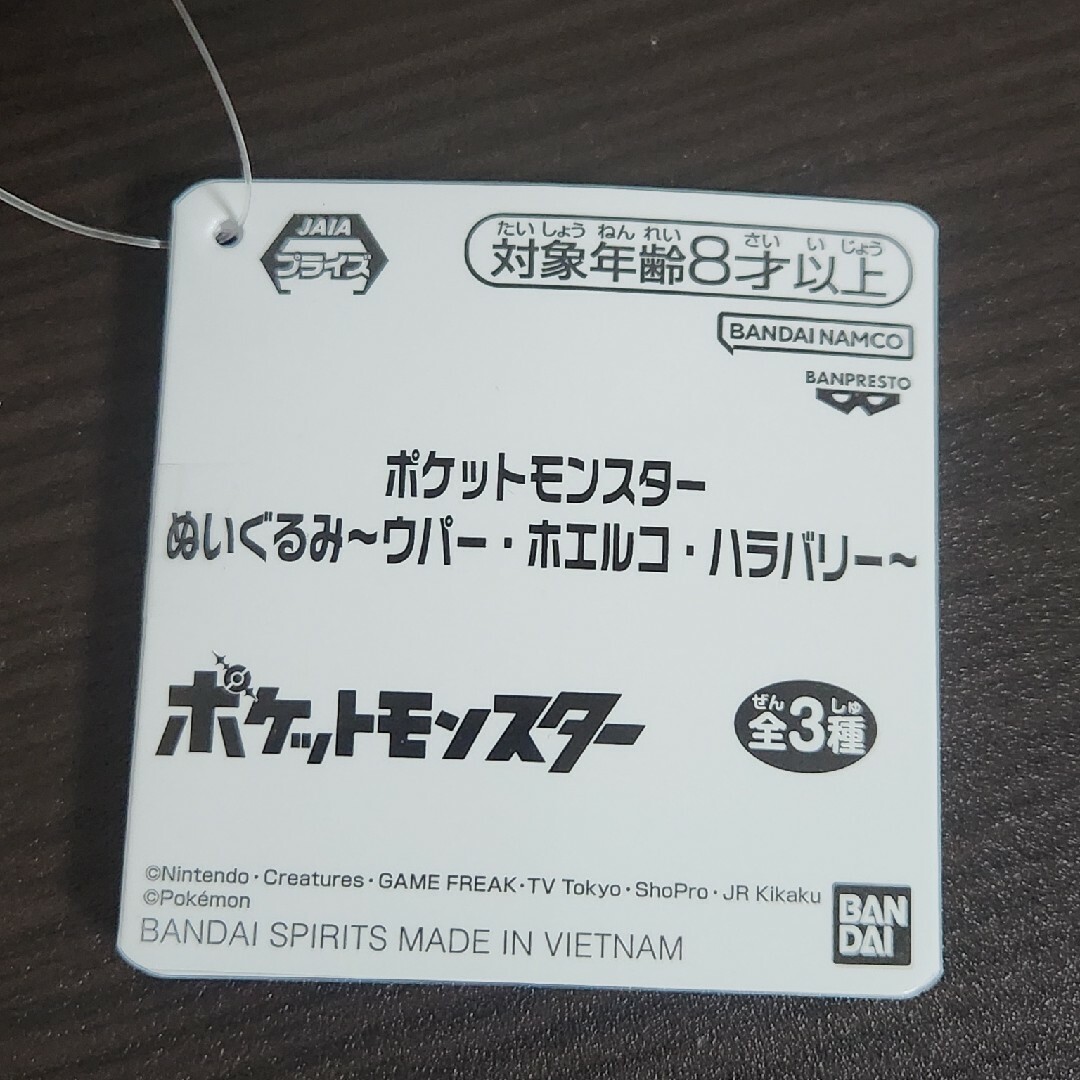 JAIA
プライズ
たいしょうねんれい さいいじょう
対象年齢8才以上
BANDAI NAMCO
BANPRESTO
ポケットモンスター
ぬいぐるみ~ウパー・ホエルコ・ハラバリー~
ポケットモンスター
ぜん しゅ
全3種
©Nintendo・Creatures・GAME FREAK・TV Tokyo・ShoPro・JR Kikaku
©Pokémon
BANDAI SPIRITS MADE IN VIETNAM
BAN
DAI